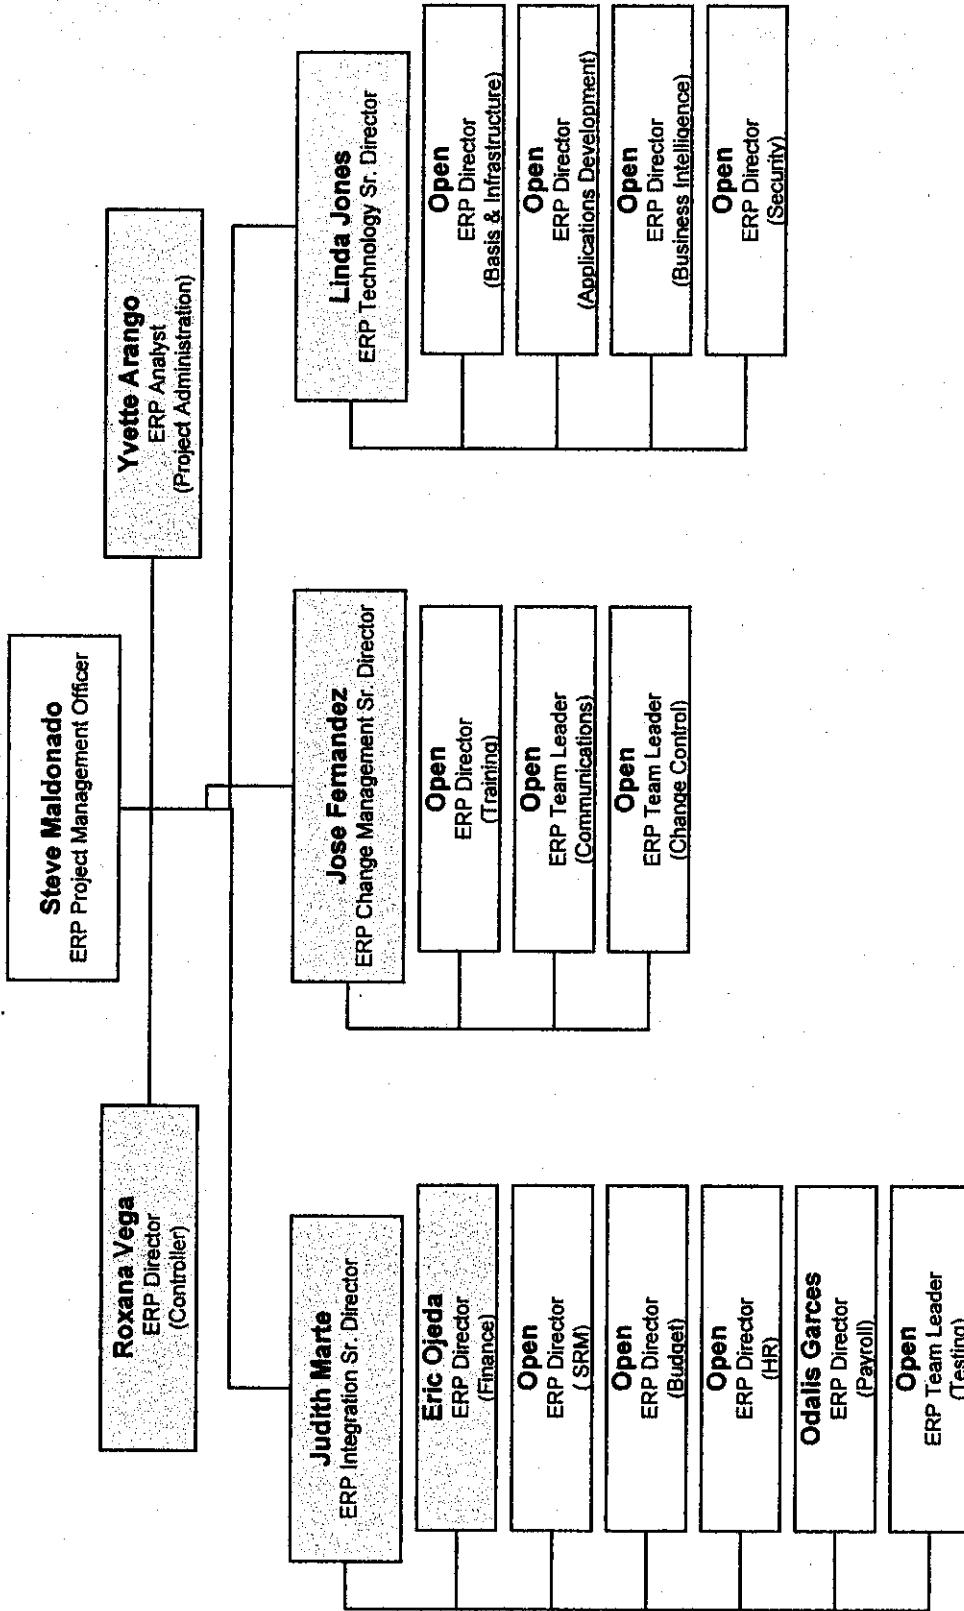 Steve Maldonado
ERP Project Management Officer
Roxana Vega
ERP Director
(Controller)
Yvette Arango
ERP Analyst
(Project Administration)
Judith Marte
ERP Integration Sr. Director
Eric Ojeda
ERP Director
(Finance)
Open
ERP Director
( SRM)
Open
ERP Director
(Budget)
Open
ERP Director
(HR)
Odalis Garces
ERP Director
(Payroll)
Open
ERP Team Leader
(Testing)
Jose Fernandez
ERP Change Management Sr. Director
Open
ERP Director
(Training)
Open
ERP Team Leader
(Communications)
Open
ERP Team Leader
(Change Control)
Linda Jones
ERP Technology Sr. Director
Open
ERP Director
(Basis & Infrastructure)
Open
ERP Director
(Applications Development)
Open
ERP Director
(Business Intelligence)
Open
ERP Director
(Security)